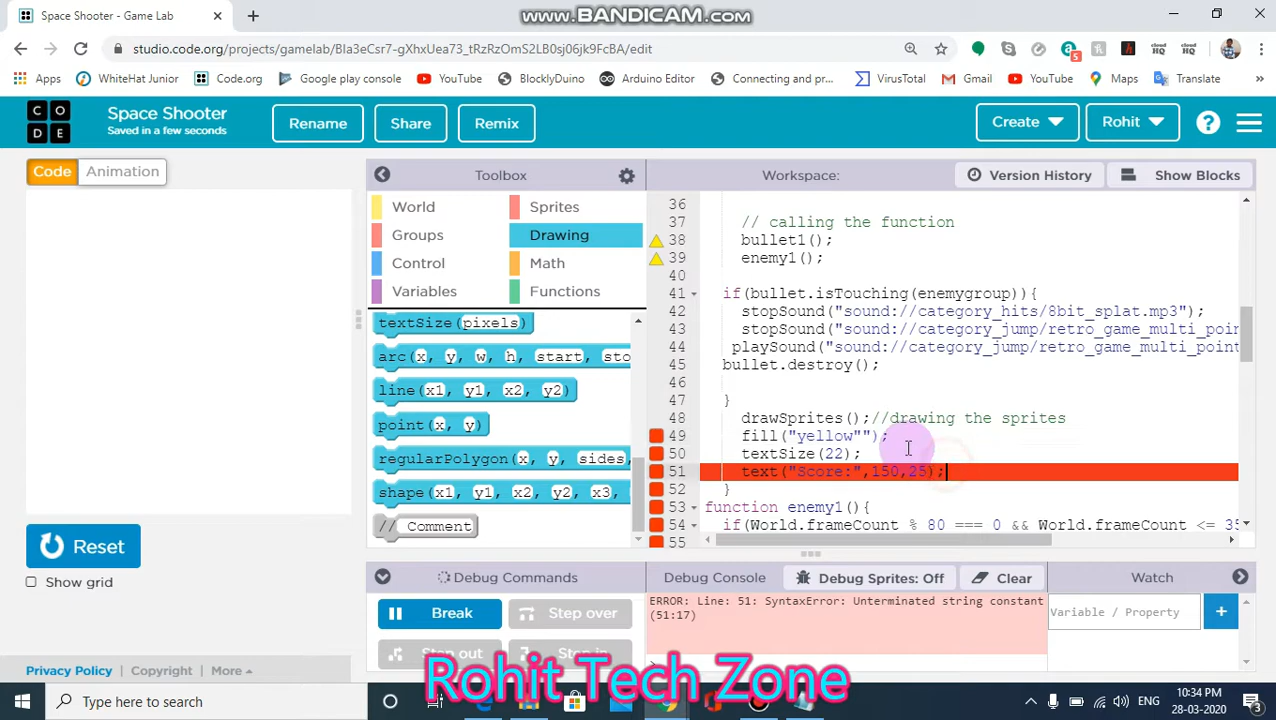 www.BANDICAM.com
Space Shooter - Game Lab
studio.code.org/projects/gamelab/BIa3eCsr7-gXhxUea73_tRzRzOmS2LB0sj06jk9FcBA/edit
Apps
WhiteHat Junior
Code.org
Google play console
YouTube
BlocklyDuino
Arduino Editor
Connecting and pr...
VirusTotal
Gmail
YouTube
Maps
Translate
»
C O
D E
Space Shooter
Saved in a few seconds
Rename
Share
Remix
Create
Rohit
Code
Animation
Toolbox
Workspace:
Version History
Show Blocks
World
Sprites
Groups
Drawing
Control
Math
Variables
Functions
textSize(pixels)
arc(x, y, w, h, start, sto
line(x1, y1, x2, y2)
point(x, y)
regularPolygon(x, y, sides,
shape(x1, y1, x2, y2, x3,
// Comment
36
37 // calling the function
38 bullet1();
39 enemy1();
40
41 if(bullet.isTouching(enemygroup)){
42 stopSound("sound://category_hits/8bit_splat.mp3");
43 stopSound("sound://category_jump/retro_game_multi_poin
44 playSound("sound://category_jump/retro_game_multi_point
45 bullet.destroy();
46
47 }
48 drawSprites();//drawing the sprites
49 fill("yellow"");
50 textSize(22);
51 text("Score:",150,25);
52 }
53 function enemy1(){
54 if(World.frameCount % 80 === 0 && World.frameCount <= 35
55
Reset
Show grid
Debug Commands
Break
Step over
Step out
Step in
Debug Console
Debug Sprites: Off
Clear
Watch
ERROR: Line: 51: SyntaxError: Unterminated string constant
(51:17)
Variable / Property
Privacy Policy | Copyright | More
Rohit Tech Zone
Type here to search
ENG
10:34 PM
28-03-2020
3